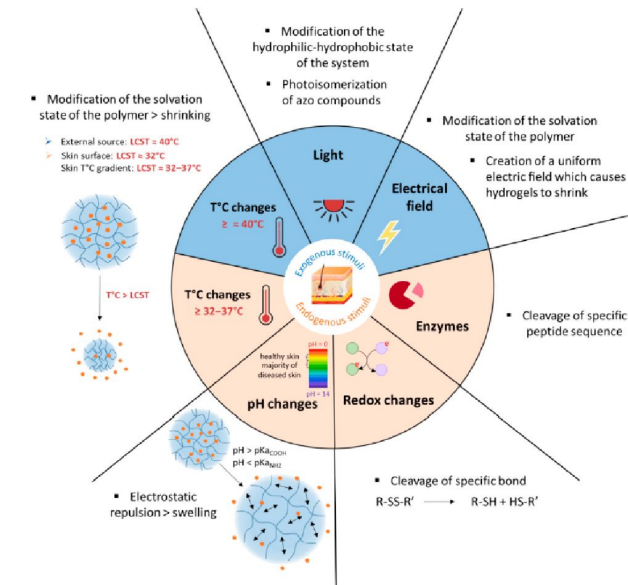 ▪ Modification of the
hydrophilic-hydrophobic state
of the system
▪ Photoisomerization
of azo compounds
▪ Modification of the solvation
state of the polymer > shrinking
➢ External source: LCST ≈ 40°C
➢ Skin surface: LCST ≈ 32°C
Skin T°C gradient: LCST ≈ 32–37°C
T°C > LCST
▪ Modification of the solvation
state of the polymer
▪ Creation of a uniform
electric field which causes
hydrogels to shrink
Light
Electrical
field
T°C changes
≥ ≈ 40°C
Exogenous stimuli
Endogenous stimuli
T°C changes
≥ 32–37°C
Enzymes
▪ Cleavage of specific
peptide sequence
pH = 0
healthy skin
majority of
diseased skin
pH = 14
pH changes
e
e
Redox changes
pH > pKaCOOH
pH < pKaNH2
▪ Electrostatic
repulsion > swelling
▪ Cleavage of specific bond
R-SS-R' → R-SH + HS-R'